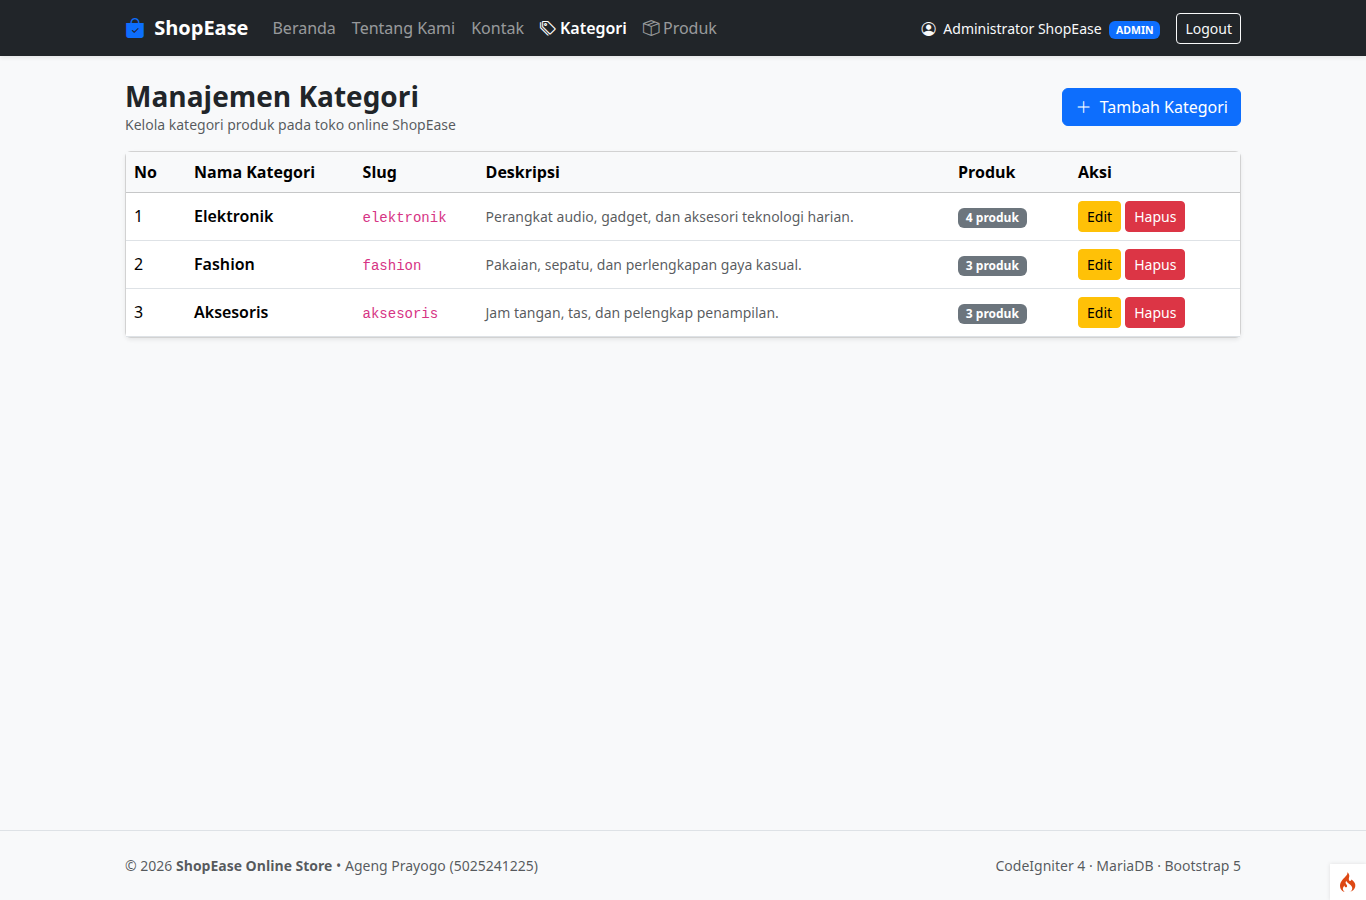 ShopEase Beranda Tentang Kami Kontak Kategori Produk Administrator ShopEase ADMIN Logout
Manajemen Kategori
Kelola kategori produk pada toko online ShopEase
+ Tambah Kategori
No Nama Kategori Slug Deskripsi Produk Aksi
1 Elektronik elektronik Perangkat audio, gadget, dan aksesori teknologi harian. 4 produk Edit Hapus
2 Fashion fashion Pakaian, sepatu, dan perlengkapan gaya kasual. 3 produk Edit Hapus
3 Aksesoris aksesoris Jam tangan, tas, dan pelengkap penampilan. 3 produk Edit Hapus
© 2026 ShopEase Online Store • Ageng Prayogo (5025241225) CodeIgniter 4 · MariaDB · Bootstrap 5